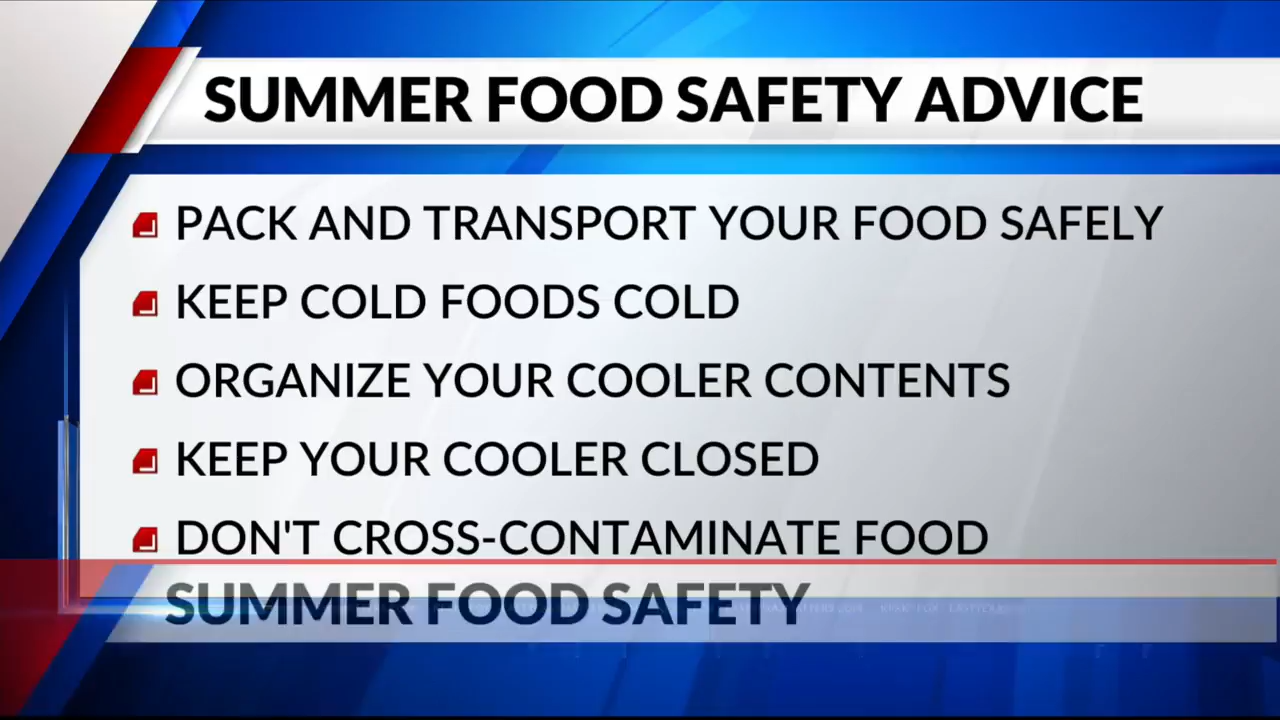 SUMMER FOOD SAFETY ADVICE
PACK AND TRANSPORT YOUR FOOD SAFELY
KEEP COLD FOODS COLD
ORGANIZE YOUR COOLER CONTENTS
KEEP YOUR COOLER CLOSED
DON'T CROSS-CONTAMINATE FOOD
SUMMER FOOD SAFETY